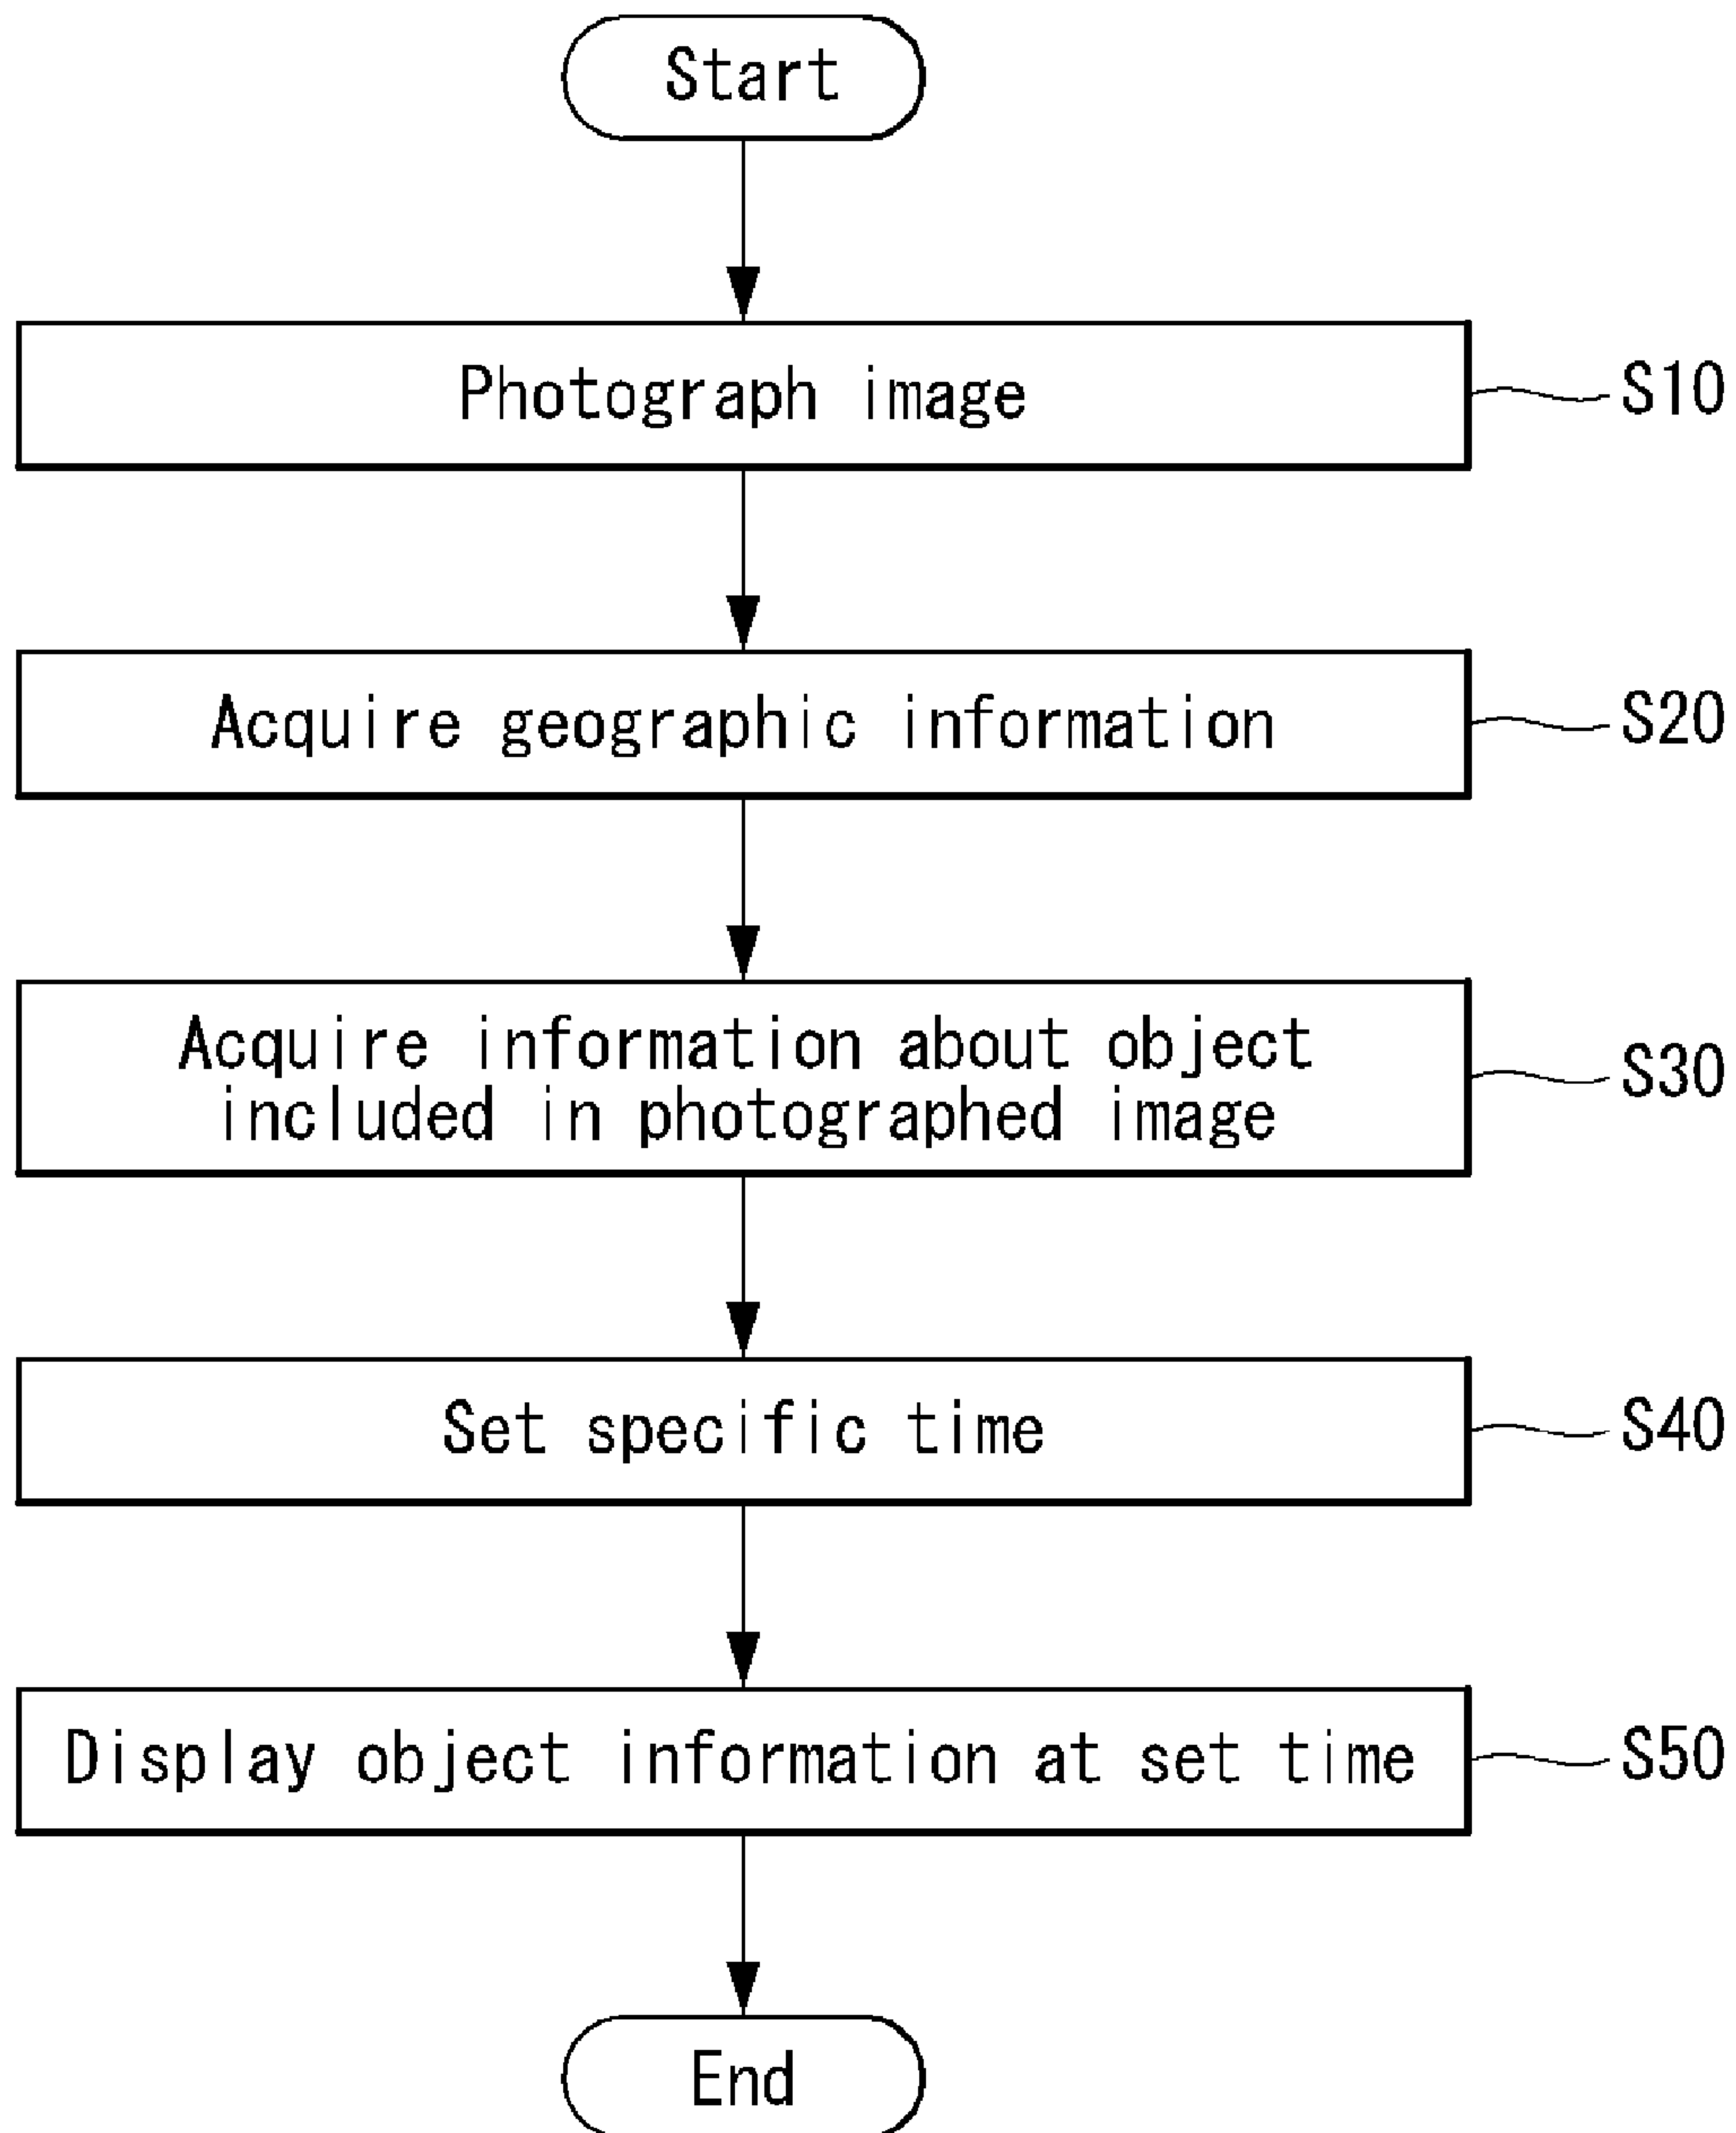 Start
Photograph image
S10
Acquire geographic information
S20
Acquire information about object
included in photographed image
S30
Set specific time
S40
Display object information at set time
S50
End